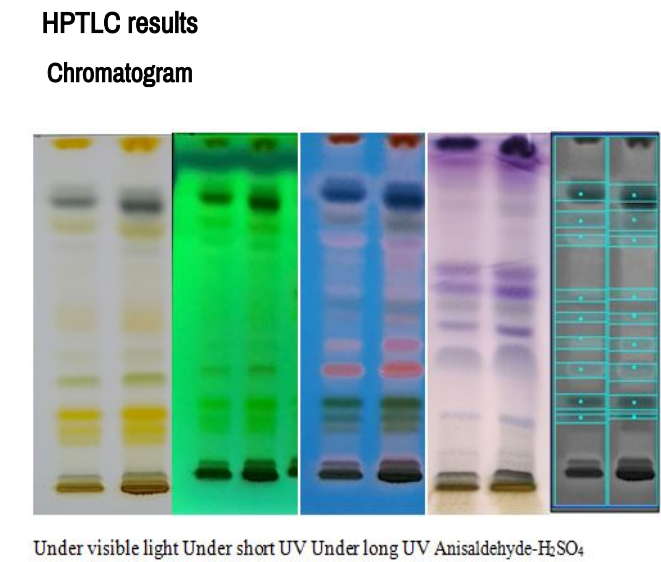 HPTLC results
Chromatogram
Under visible light Under short UV Under long UV Anisaldehyde-H₂SO₄